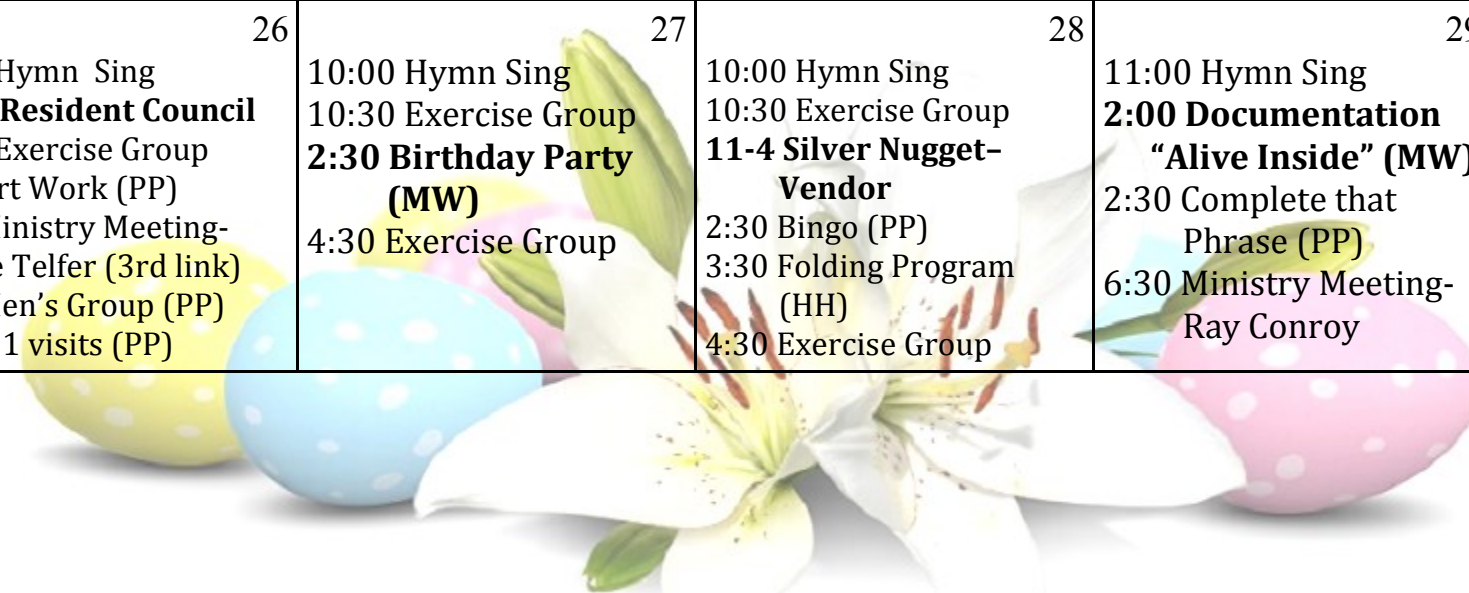 26
Hymn Sing
Resident Council
Exercise Group
Work (PP)
Meeting-
Telfer (3rd link)
Group (PP)
1 visits (PP)
27
10:00 Hymn Sing
10:30 Exercise Group
2:30 Birthday Party
(MW)
4:30 Exercise Group
28
10:00 Hymn Sing
10:30 Exercise Group
11-4 Silver Nugget–
Vendor
2:30 Bingo (PP)
3:30 Folding Program
(HH)
4:30 Exercise Group
29
11:00 Hymn Sing
2:00 Documentation
“Alive Inside” (MW)
2:30 Complete that
Phrase (PP)
6:30 Ministry Meeting-
Ray Conroy